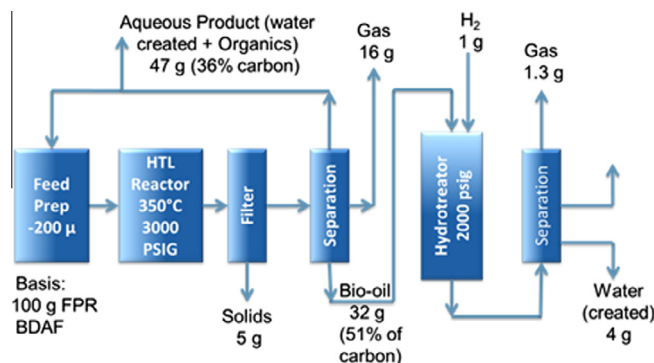 Aqueous Product (water
created + Organics)
47 g (36% carbon)
Gas
16 g
H2
1 g
Gas
1.3 g
Feed
Prep
-200 µ
HTL
Reactor
350°C
3000
PSIG
Filter
Separation
Hydrotreator
2000 psig
Separation
Basis:
100 g FPR
BDAF
Solids
5 g
Bio-oil
32 g
(51% of
carbon)
Water
(created)
4 g